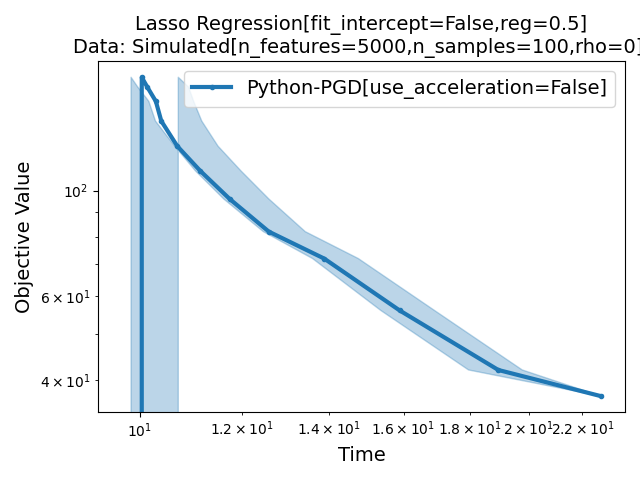 Lasso Regression[fit_intercept=False,reg=0.5]
Data: Simulated[n_features=5000,n_samples=100,rho=0]
Python-PGD[use_acceleration=False]
Objective Value
10²
6 × 10¹
4 × 10¹
10¹ 1.2 × 10¹ 1.4 × 10¹ 1.6 × 10¹ 1.8 × 10¹ 2 × 10¹ 2.2 × 10¹
Time